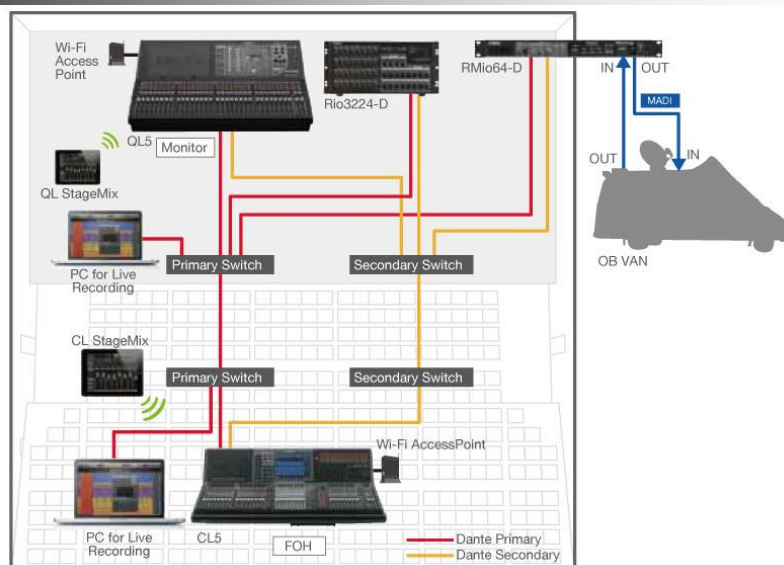 Wi-Fi
Access
Point
QL5
Monitor
Rio3224-D
RMio64-D
IN
OUT
MADI
OUT
IN
OB VAN
QL StageMix
PC for Live
Recording
Primary Switch
Secondary Switch
CL StageMix
Primary Switch
Secondary Switch
Wi-Fi AccessPoint
PC for Live
Recording
CL5
FOH
Dante Primary
Dante Secondary